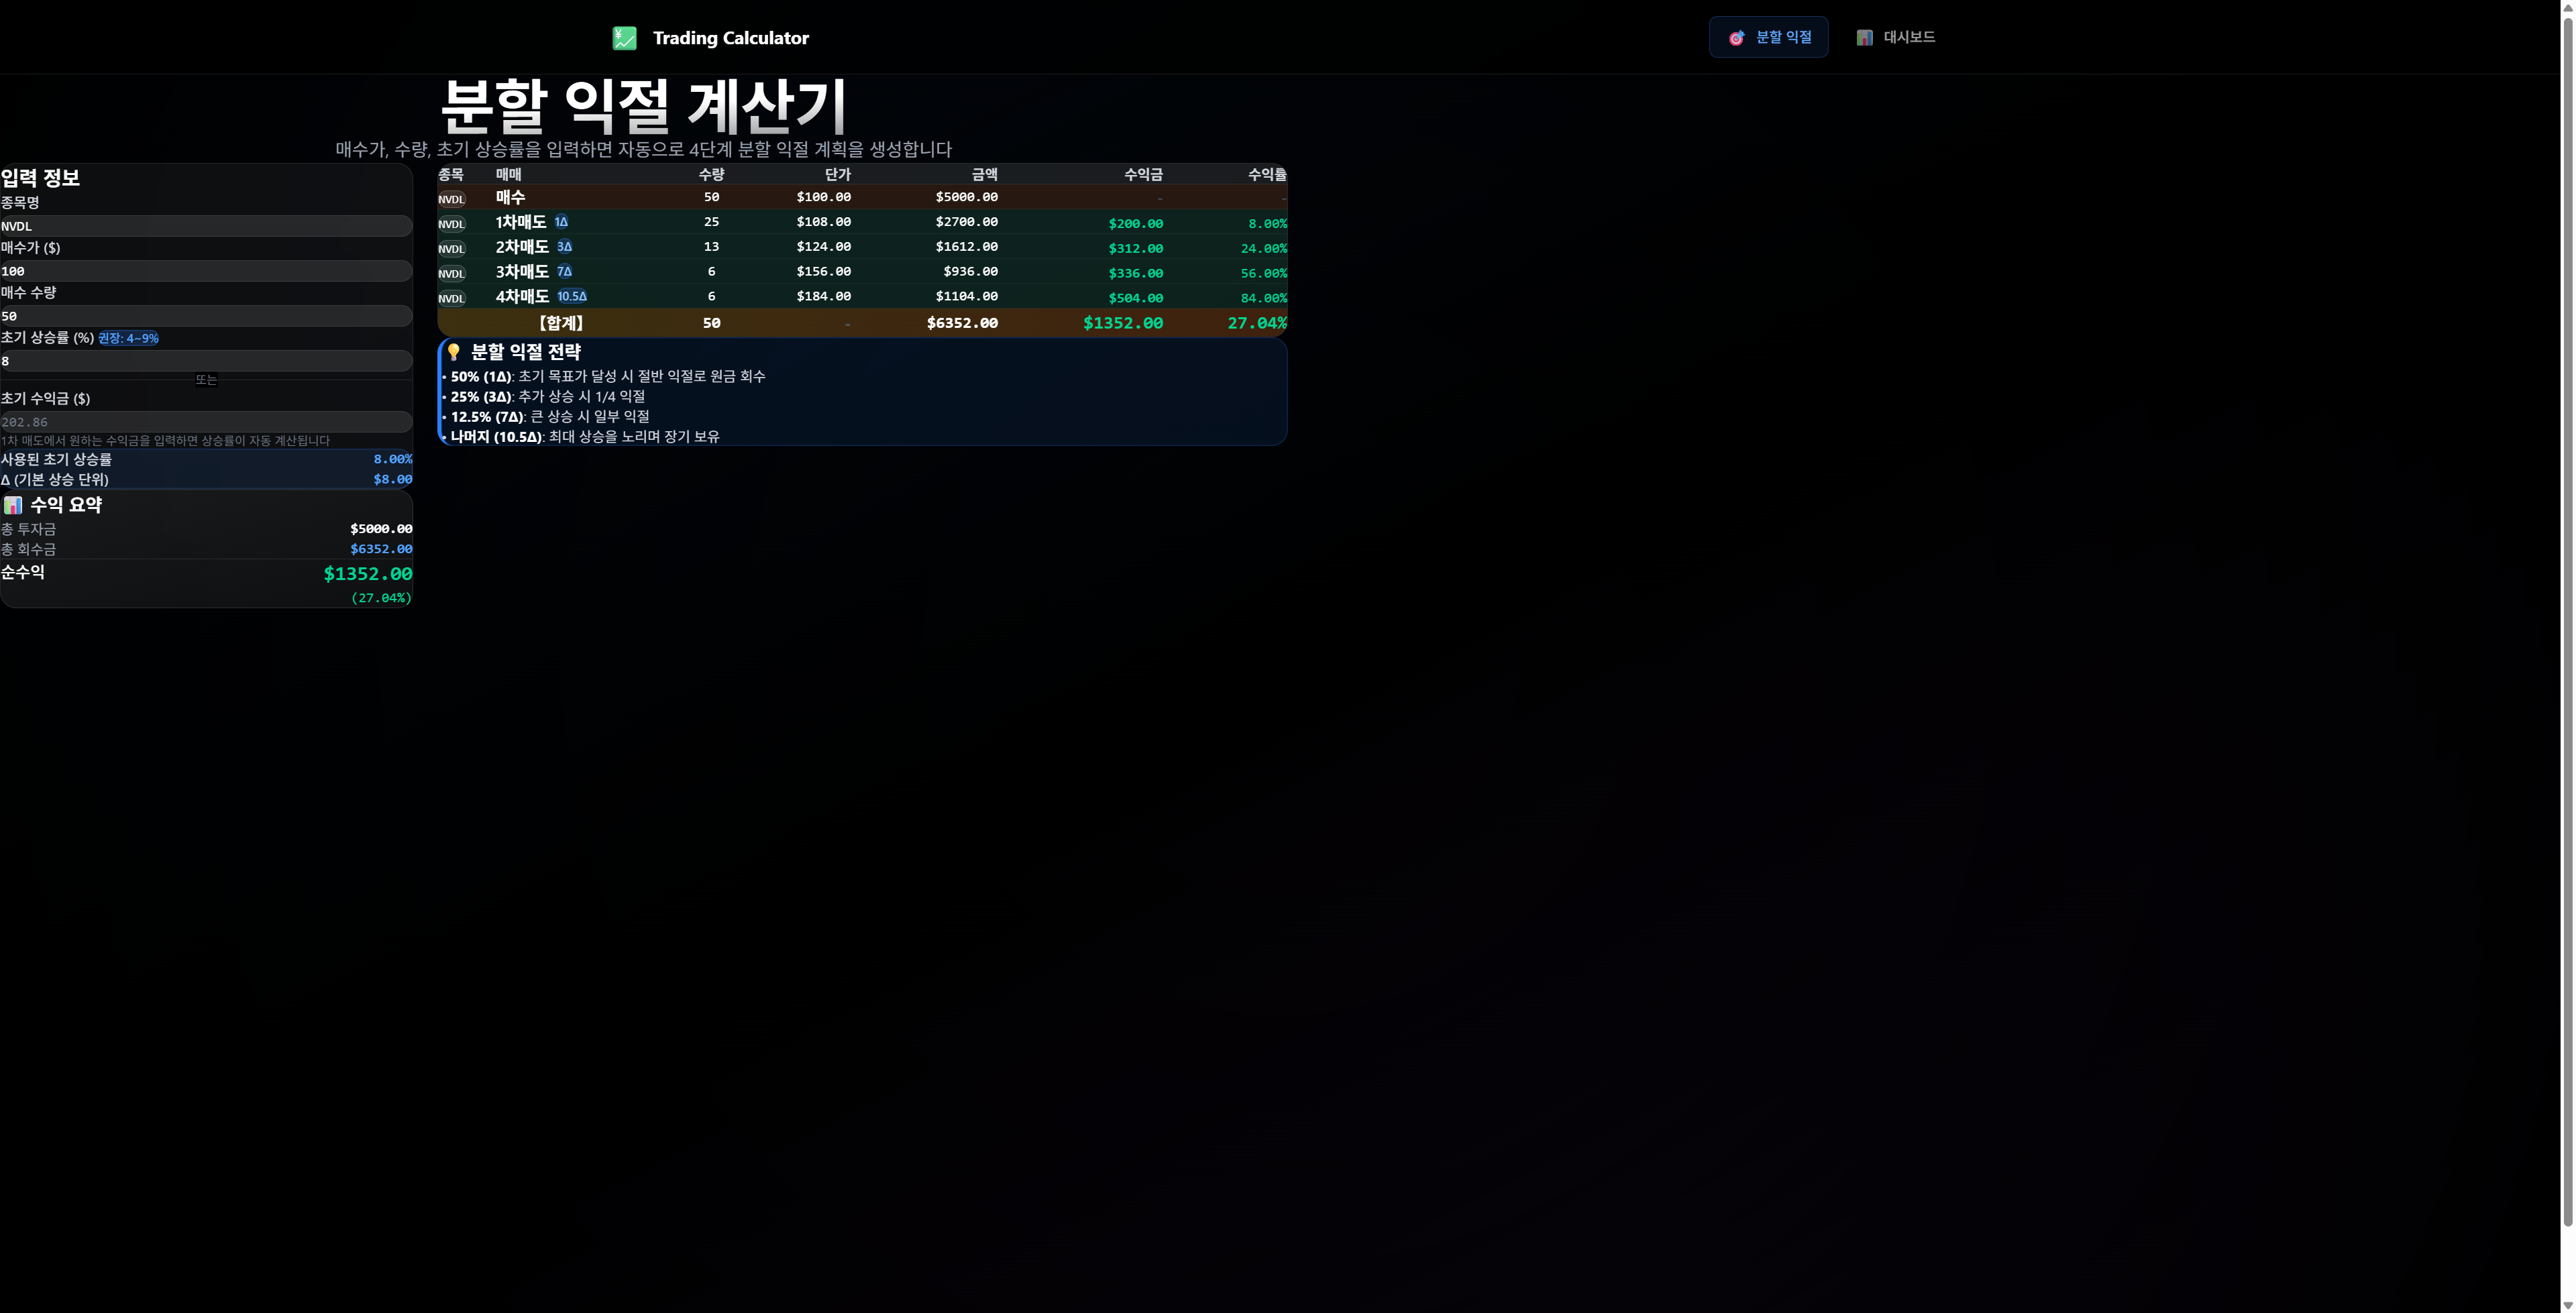 Trading Calculator
분할 익절
대시보드
분할 익절 계산기
매수가, 수량, 초기 상승률을 입력하면 자동으로 4단계 분할 익절 계획을 생성합니다
입력 정보
종목명
NVDL
매수가 ($)
100
매수 수량
50
초기 상승률 (%) 권장: 4~9%
8
또는
초기 수익금 ($)
202.86
1차 매도에서 원하는 수익금을 입력하면 상승률이 자동 계산됩니다
사용된 초기 상승률 8.00%
Δ (기본 상승 단위) $8.00
수익 요약
총 투자금 $5000.00
총 회수금 $6352.00
순수익 $1352.00
(27.04%)
종목 매매 수량 단가 금액 수익금 수익률
NVDL 매수 50 $100.00 $5000.00 - -
NVDL 1차매도 1Δ 25 $108.00 $2700.00 $200.00 8.00%
NVDL 2차매도 3Δ 13 $124.00 $1612.00 $312.00 24.00%
NVDL 3차매도 7Δ 6 $156.00 $936.00 $336.00 56.00%
NVDL 4차매도 10.5Δ 6 $184.00 $1104.00 $504.00 84.00%
【합계】 50 - $6352.00 $1352.00 27.04%
분할 익절 전략
• 50% (1Δ): 초기 목표가 달성 시 절반 익절로 원금 회수
• 25% (3Δ): 추가 상승 시 1/4 익절
• 12.5% (7Δ): 큰 상승 시 일부 익절
• 나머지 (10.5Δ): 최대 상승을 노리며 장기 보유